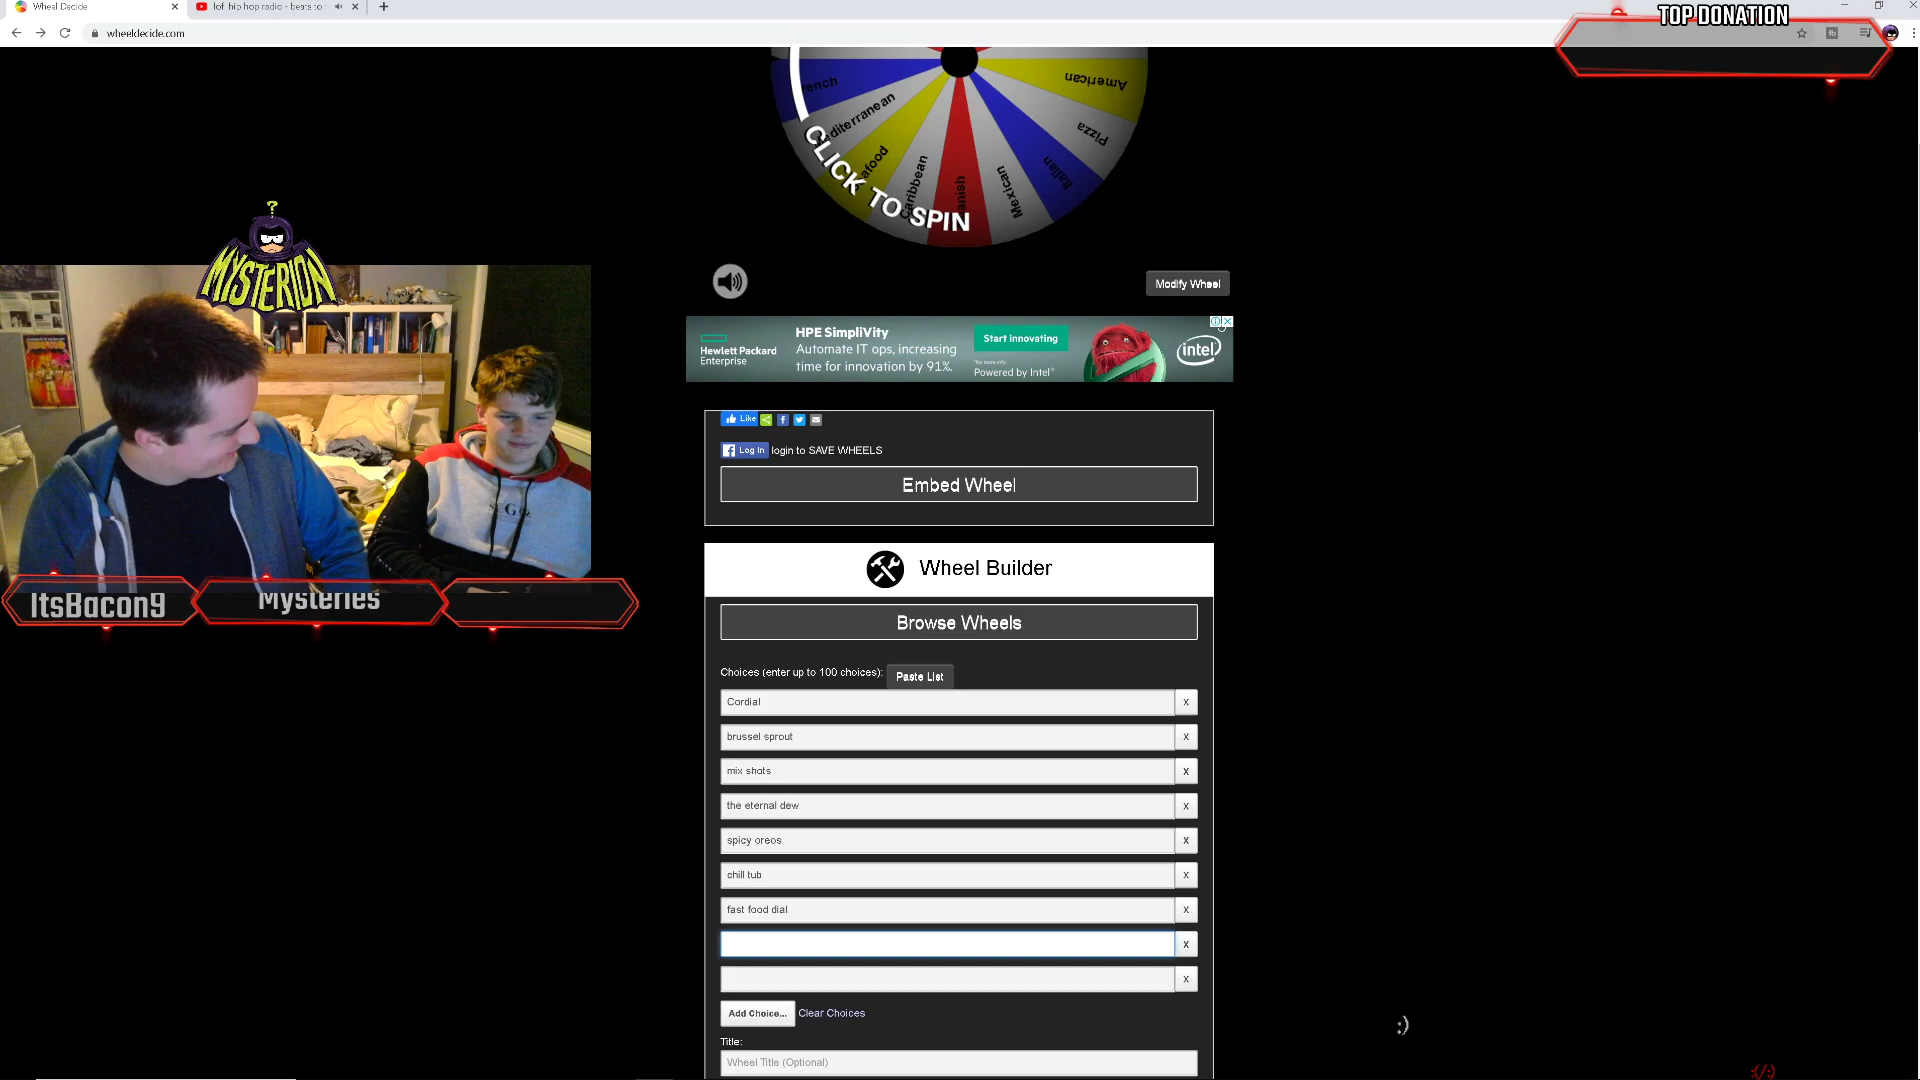 Wheel Decide
lofi hip hop radio - beats to
TOP DONATION
wheeldecide.com
American
French
Mediterranean
Pizza
Seafood
Italian
Caribbean
Mexican
CLICK TO SPIN
?
MYSTERION
Modify Wheel
Hewlett Packard
Enterprise
HPE SimpliVity
Automate IT ops, increasing
time for innovation by 91%.
Start innovating
Powered by Intel®
intel
Like
Log In login to SAVE WHEELS
Embed Wheel
Wheel Builder
ItsBacon9
Mysteries
Browse Wheels
Choices (enter up to 100 choices): Paste List
Cordial X
brussel sprout X
mix shots X
the eternal dew X
spicy oreos X
chill tub X
fast food dial X
X
X
Add Choice... Clear Choices
:)
Title:
Wheel Title (Optional)
:(/:)